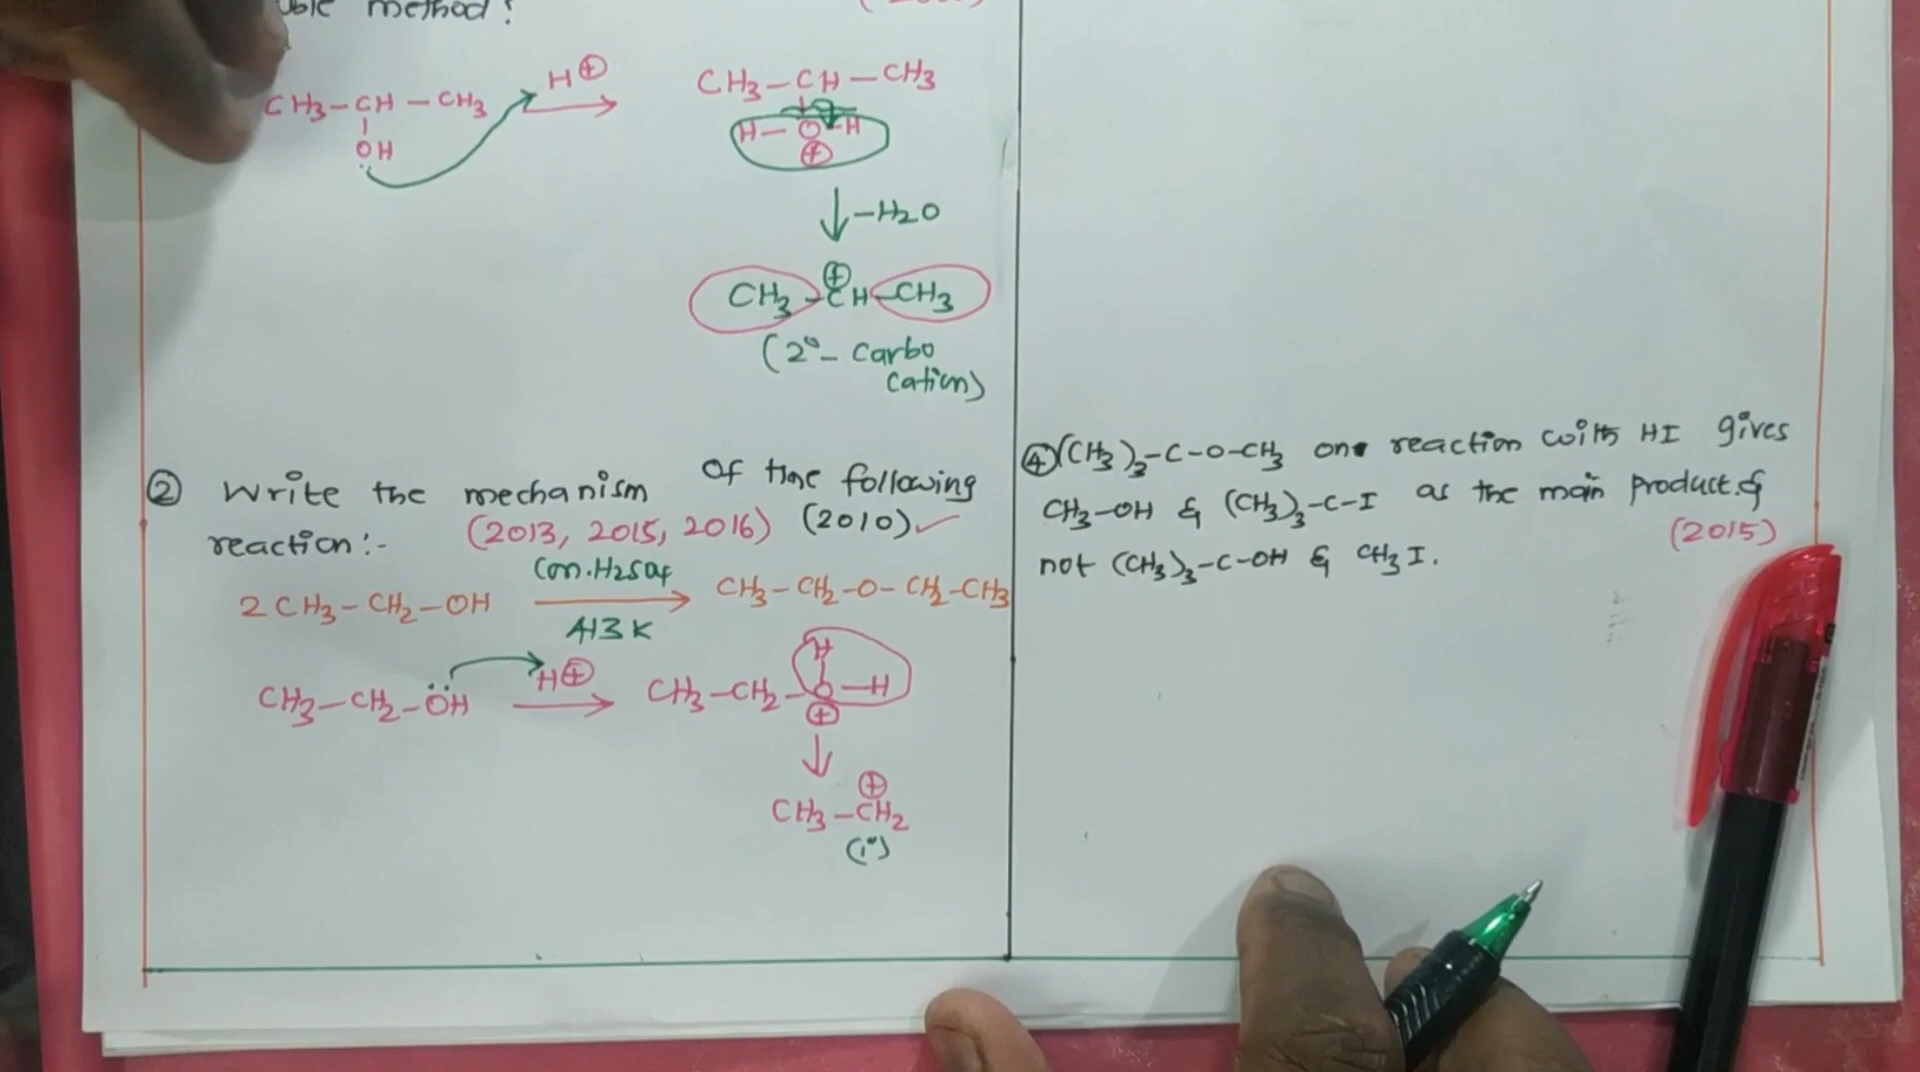 method?
CH3-CH-CH3
OH
H⊕
CH3-CH-CH3
H-O-H
⊕
-H2O
⊕
CH3-CH-CH3
(2°- Carbo
cation)
② Write the mechanism of the following
reaction:- (2013, 2015, 2016) (2010)✓
Con.H2SO4
2CH3-CH2-OH → CH3-CH2-O-CH2-CH3
413K
CH3-CH2-ÖH
H⊕
H
CH3-CH2-O-H
⊕
⊕
CH3-CH2
(1°)
④ (CH3)3-C-O-CH3 on reaction with HI gives
CH3-OH & (CH3)3-C-I as the main product. &
(2015)
not (CH3)3-C-OH & CH3I.